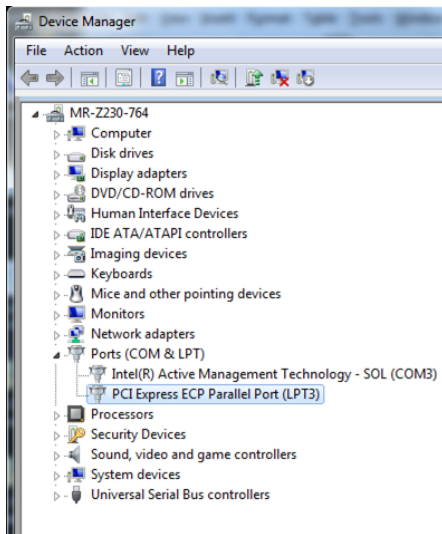 Device Manager
File Action View Help
MR-Z230-764
Computer
Disk drives
Display adapters
DVD/CD-ROM drives
Human Interface Devices
IDE ATA/ATAPI controllers
Imaging devices
Keyboards
Mice and other pointing devices
Monitors
Network adapters
Ports (COM & LPT)
Intel(R) Active Management Technology - SOL (COM3)
PCI Express ECP Parallel Port (LPT3)
Processors
Security Devices
Sound, video and game controllers
System devices
Universal Serial Bus controllers